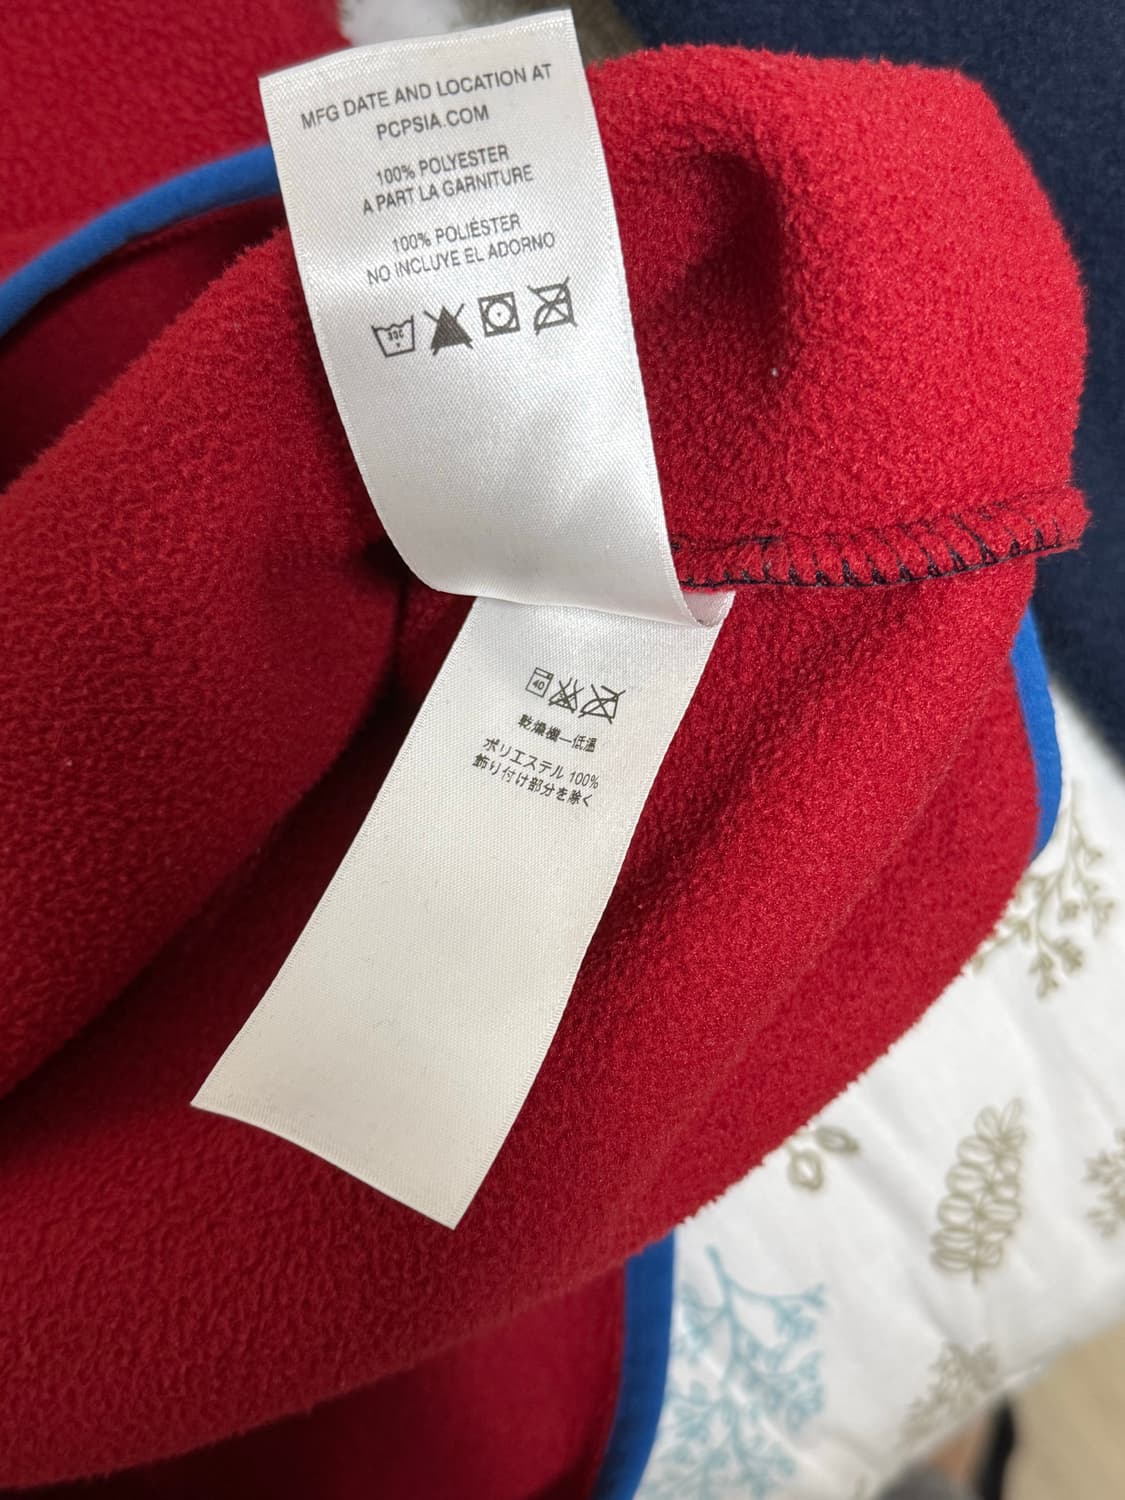 MFG DATE AND LOCATION AT
PCPSIA.COM
100% POLYESTER
A PART LA GARNITURE
100% POLIÉSTER
NO INCLUYE EL ADORNO
30C
40
乾燥機—低温
ポリエステル 100%
飾り付け部分を除く